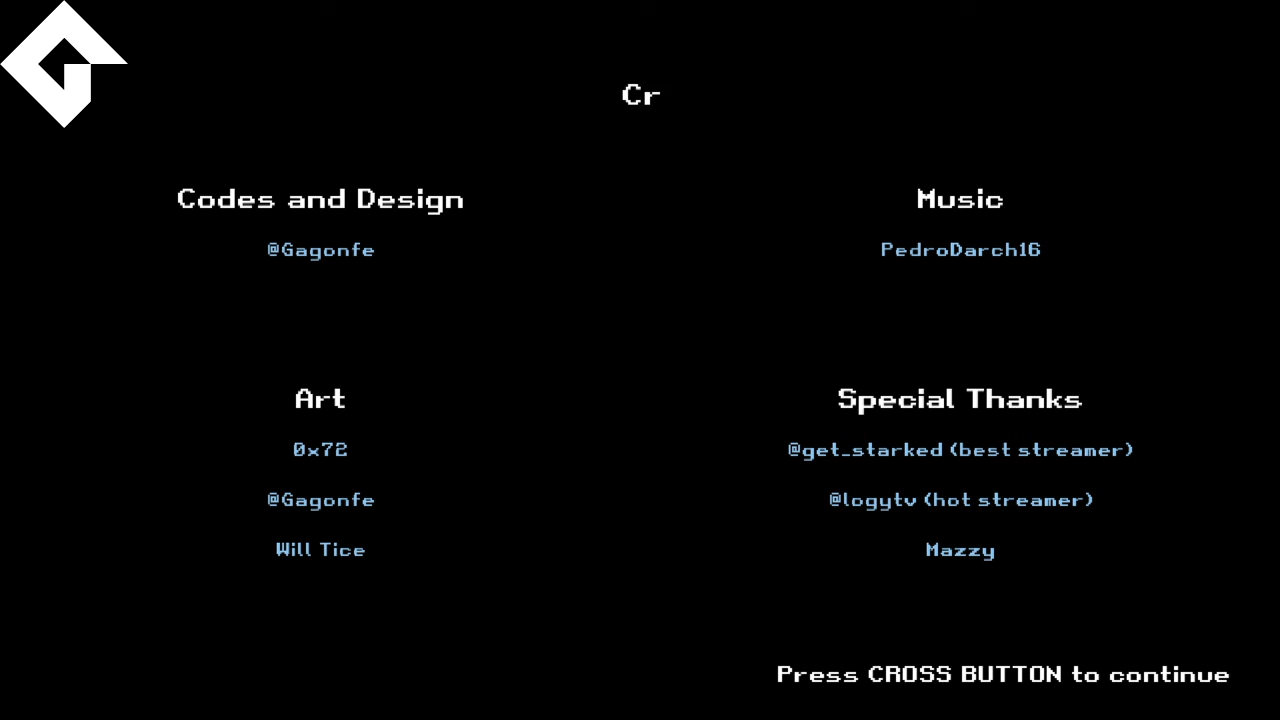 Cr
Codes and Design
@Gagonfe
Music
PedroDarch16
Art
0x72
@Gagonfe
Will Tice
Special Thanks
@get_starked (best streamer)
@logytv (hot streamer)
Mazzy
Press CROSS BUTTON to continue